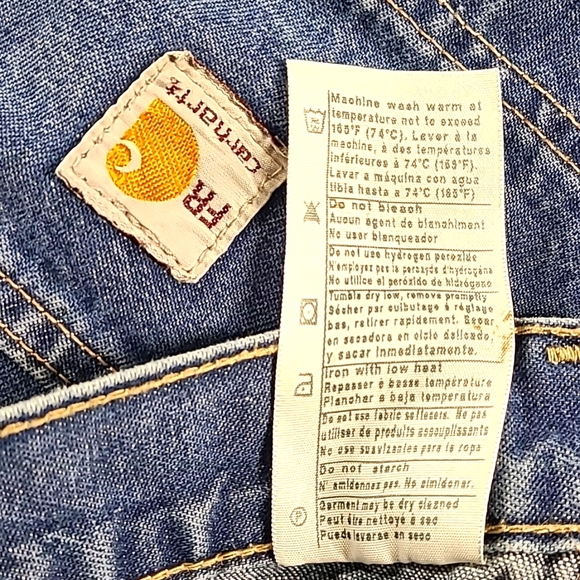 carhartt
FR
Machine wash warm at
temperature not to exceed
165°F (74°C). Laver à la
machine, à des températures
inférieures à 74°C (165°F).
Lavar a máquina con agua
tibia hasta a 74°C (165°F)
Do not bleach
Aucun agent de blanchiment
No user blanqueador
Do not use hydrogen peroxide
N'employez pas la peroxyde d'hydrogéne
No utilice el peróxido de hidrógeno
Tumble dry low, remove promptly
Sécher par culbutage à réglage
bas, retirer rapidement. Secar
en secadora en ciclo delicado,
y sacar inmediatamente.
Iron with low heat
Repasser à basse température
Planchar a baja temperatura
Do not use fabric softeners. Ne pas
utiliser de produits assouplissants
No use suavizantes para la ropa
Do not starch
N' amidonnez pas. No almidonar.
Garment may be dry cleaned
Peut être nettoyé à sec
Puede lavarse en seco